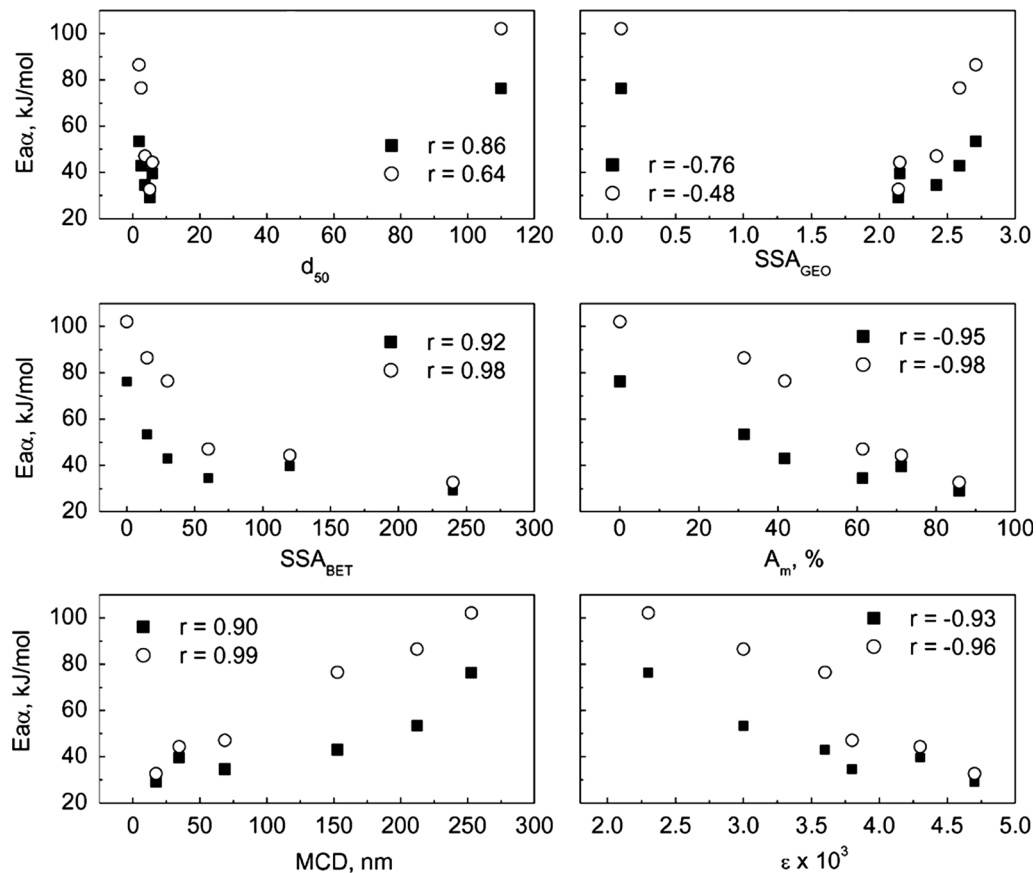 Eaα, kJ/mol
100
80
60
40
20
r = 0.86
r = 0.64
0 20 40 60 80 100 120
d50
r = -0.76
r = -0.48
0.0 0.5 1.0 1.5 2.0 2.5 3.0
SSAGEO
Eaα, kJ/mol
100
80
60
40
20
r = 0.92
r = 0.98
0 50 100 150 200 250 300
SSABET
r = -0.95
r = -0.98
0 20 40 60 80 100
Am, %
Eaα, kJ/mol
100
80
60
40
20
r = 0.90
r = 0.99
0 50 100 150 200 250 300
MCD, nm
r = -0.93
r = -0.96
2.0 2.5 3.0 3.5 4.0 4.5 5.0
ε x 10³